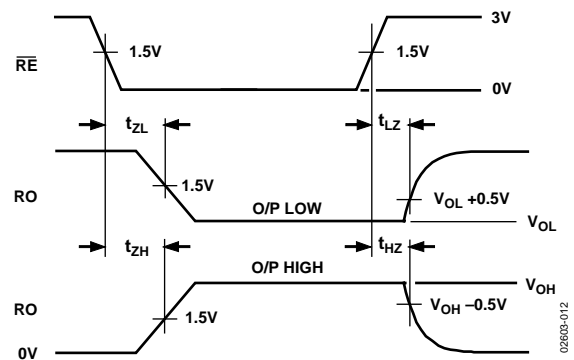 3V
RE
1.5V
1.5V
0V
tZL
tLZ
RO
1.5V
O/P LOW
VOL +0.5V
VOL
tZH
tHZ
O/P HIGH
VOH
RO
1.5V
VOH –0.5V
0V
02603-012